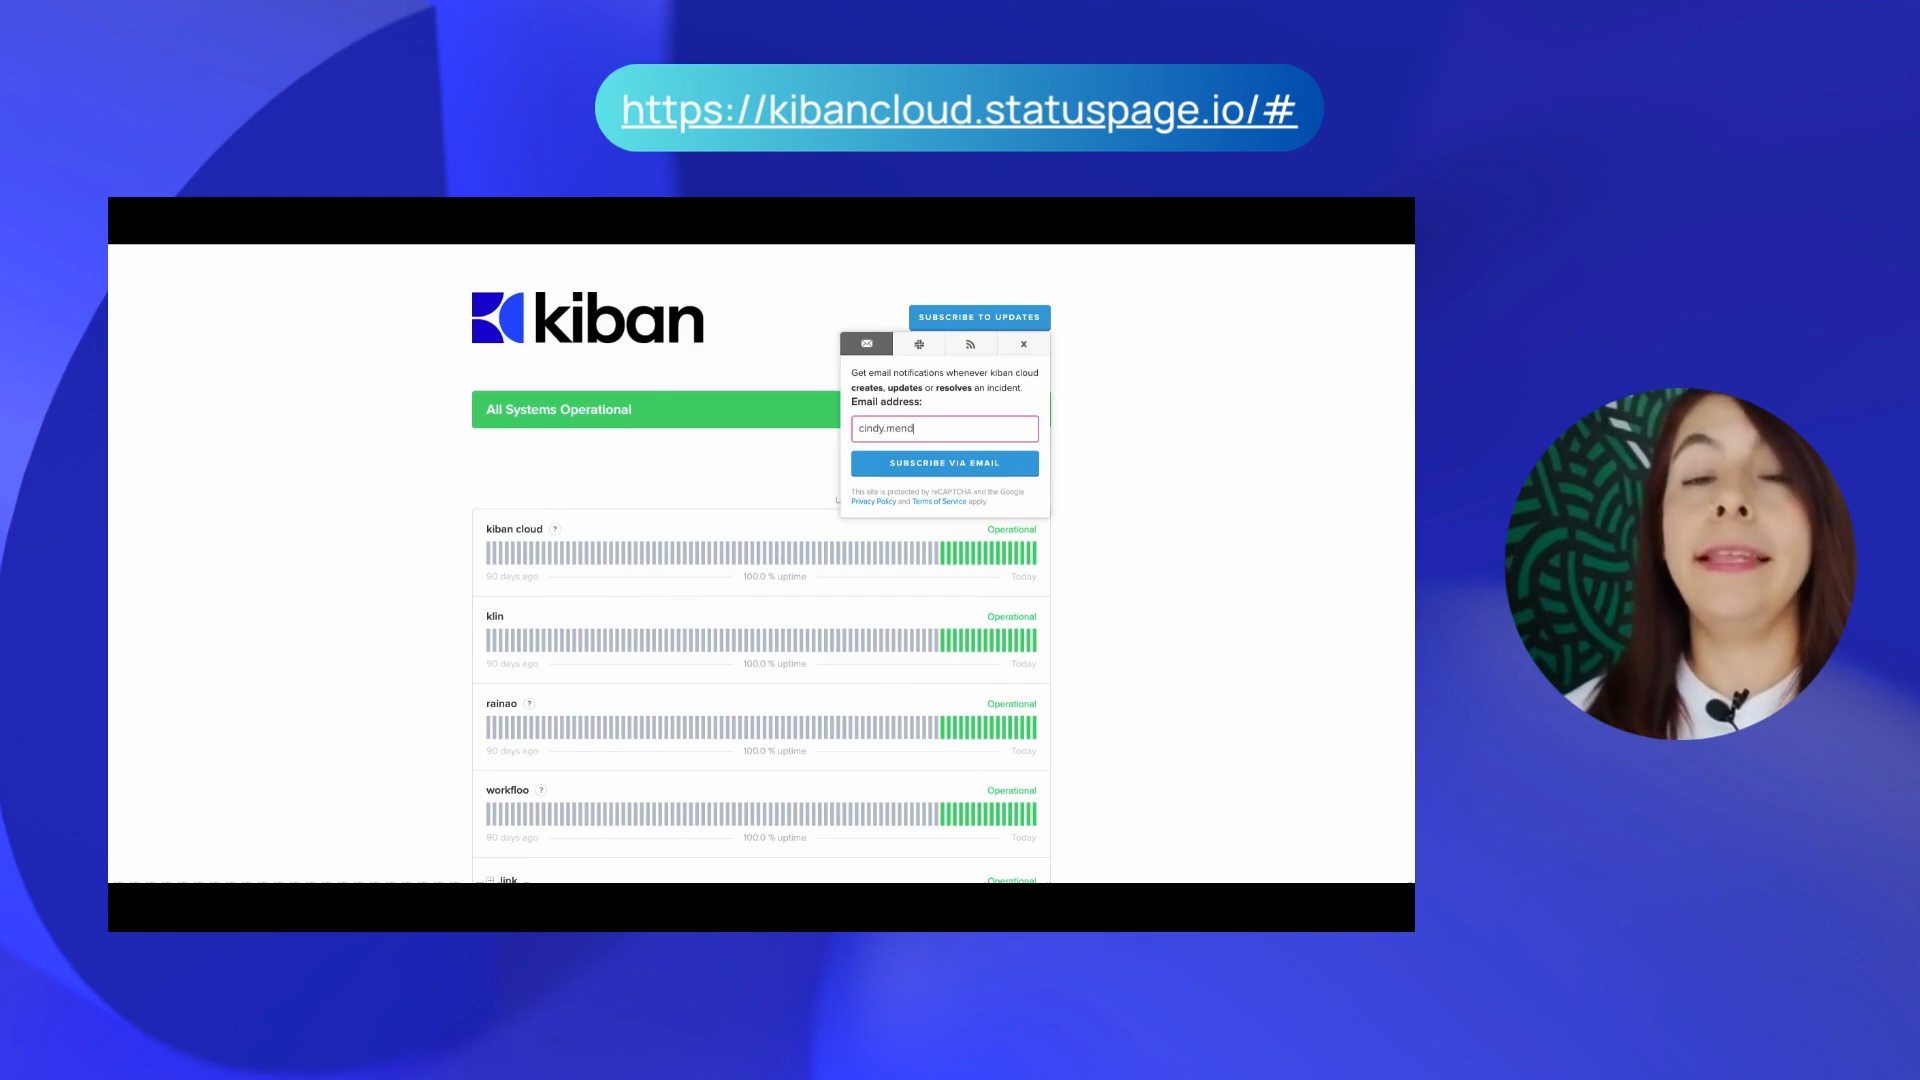 https://kibancloud.statuspage.io/#
kiban
SUBSCRIBE TO UPDATES
x
Get email notifications whenever kiban cloud
creates, updates or resolves an incident.
Email address:
cindy.mend
SUBSCRIBE VIA EMAIL
This site is protected by reCAPTCHA and the Google
Privacy Policy and Terms of Service apply.
All Systems Operational
kiban cloud ? Operational
90 days ago 100.0 % uptime Today
klin Operational
90 days ago 100.0 % uptime Today
rainao ? Operational
90 days ago 100.0 % uptime Today
workfloo ? Operational
90 days ago 100.0 % uptime Today
.link Operational